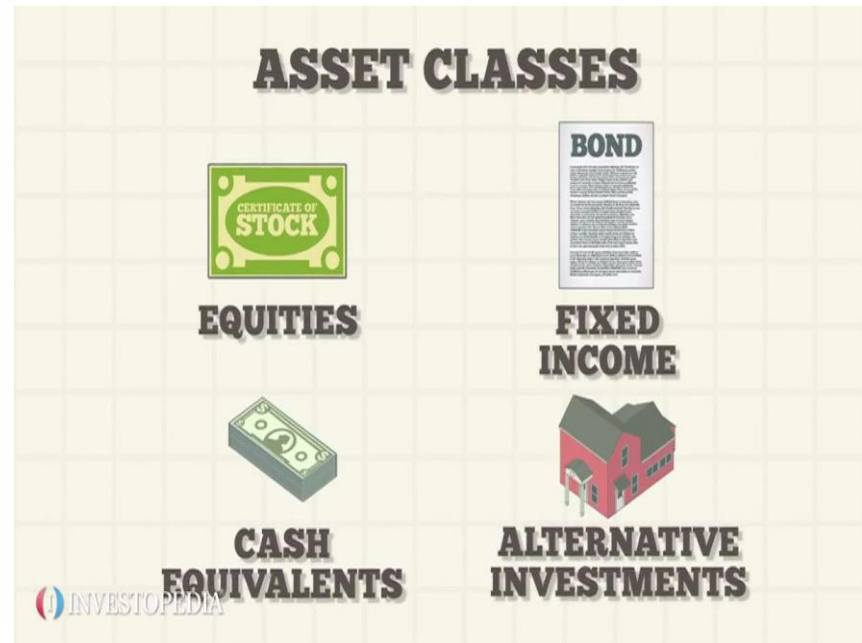 ASSET CLASSES
CERTIFICATE OF
STOCK
EQUITIES
BOND
FIXED
INCOME
CASH
EQUIVALENTS
ALTERNATIVE
INVESTMENTS
INVESTOPEDIA